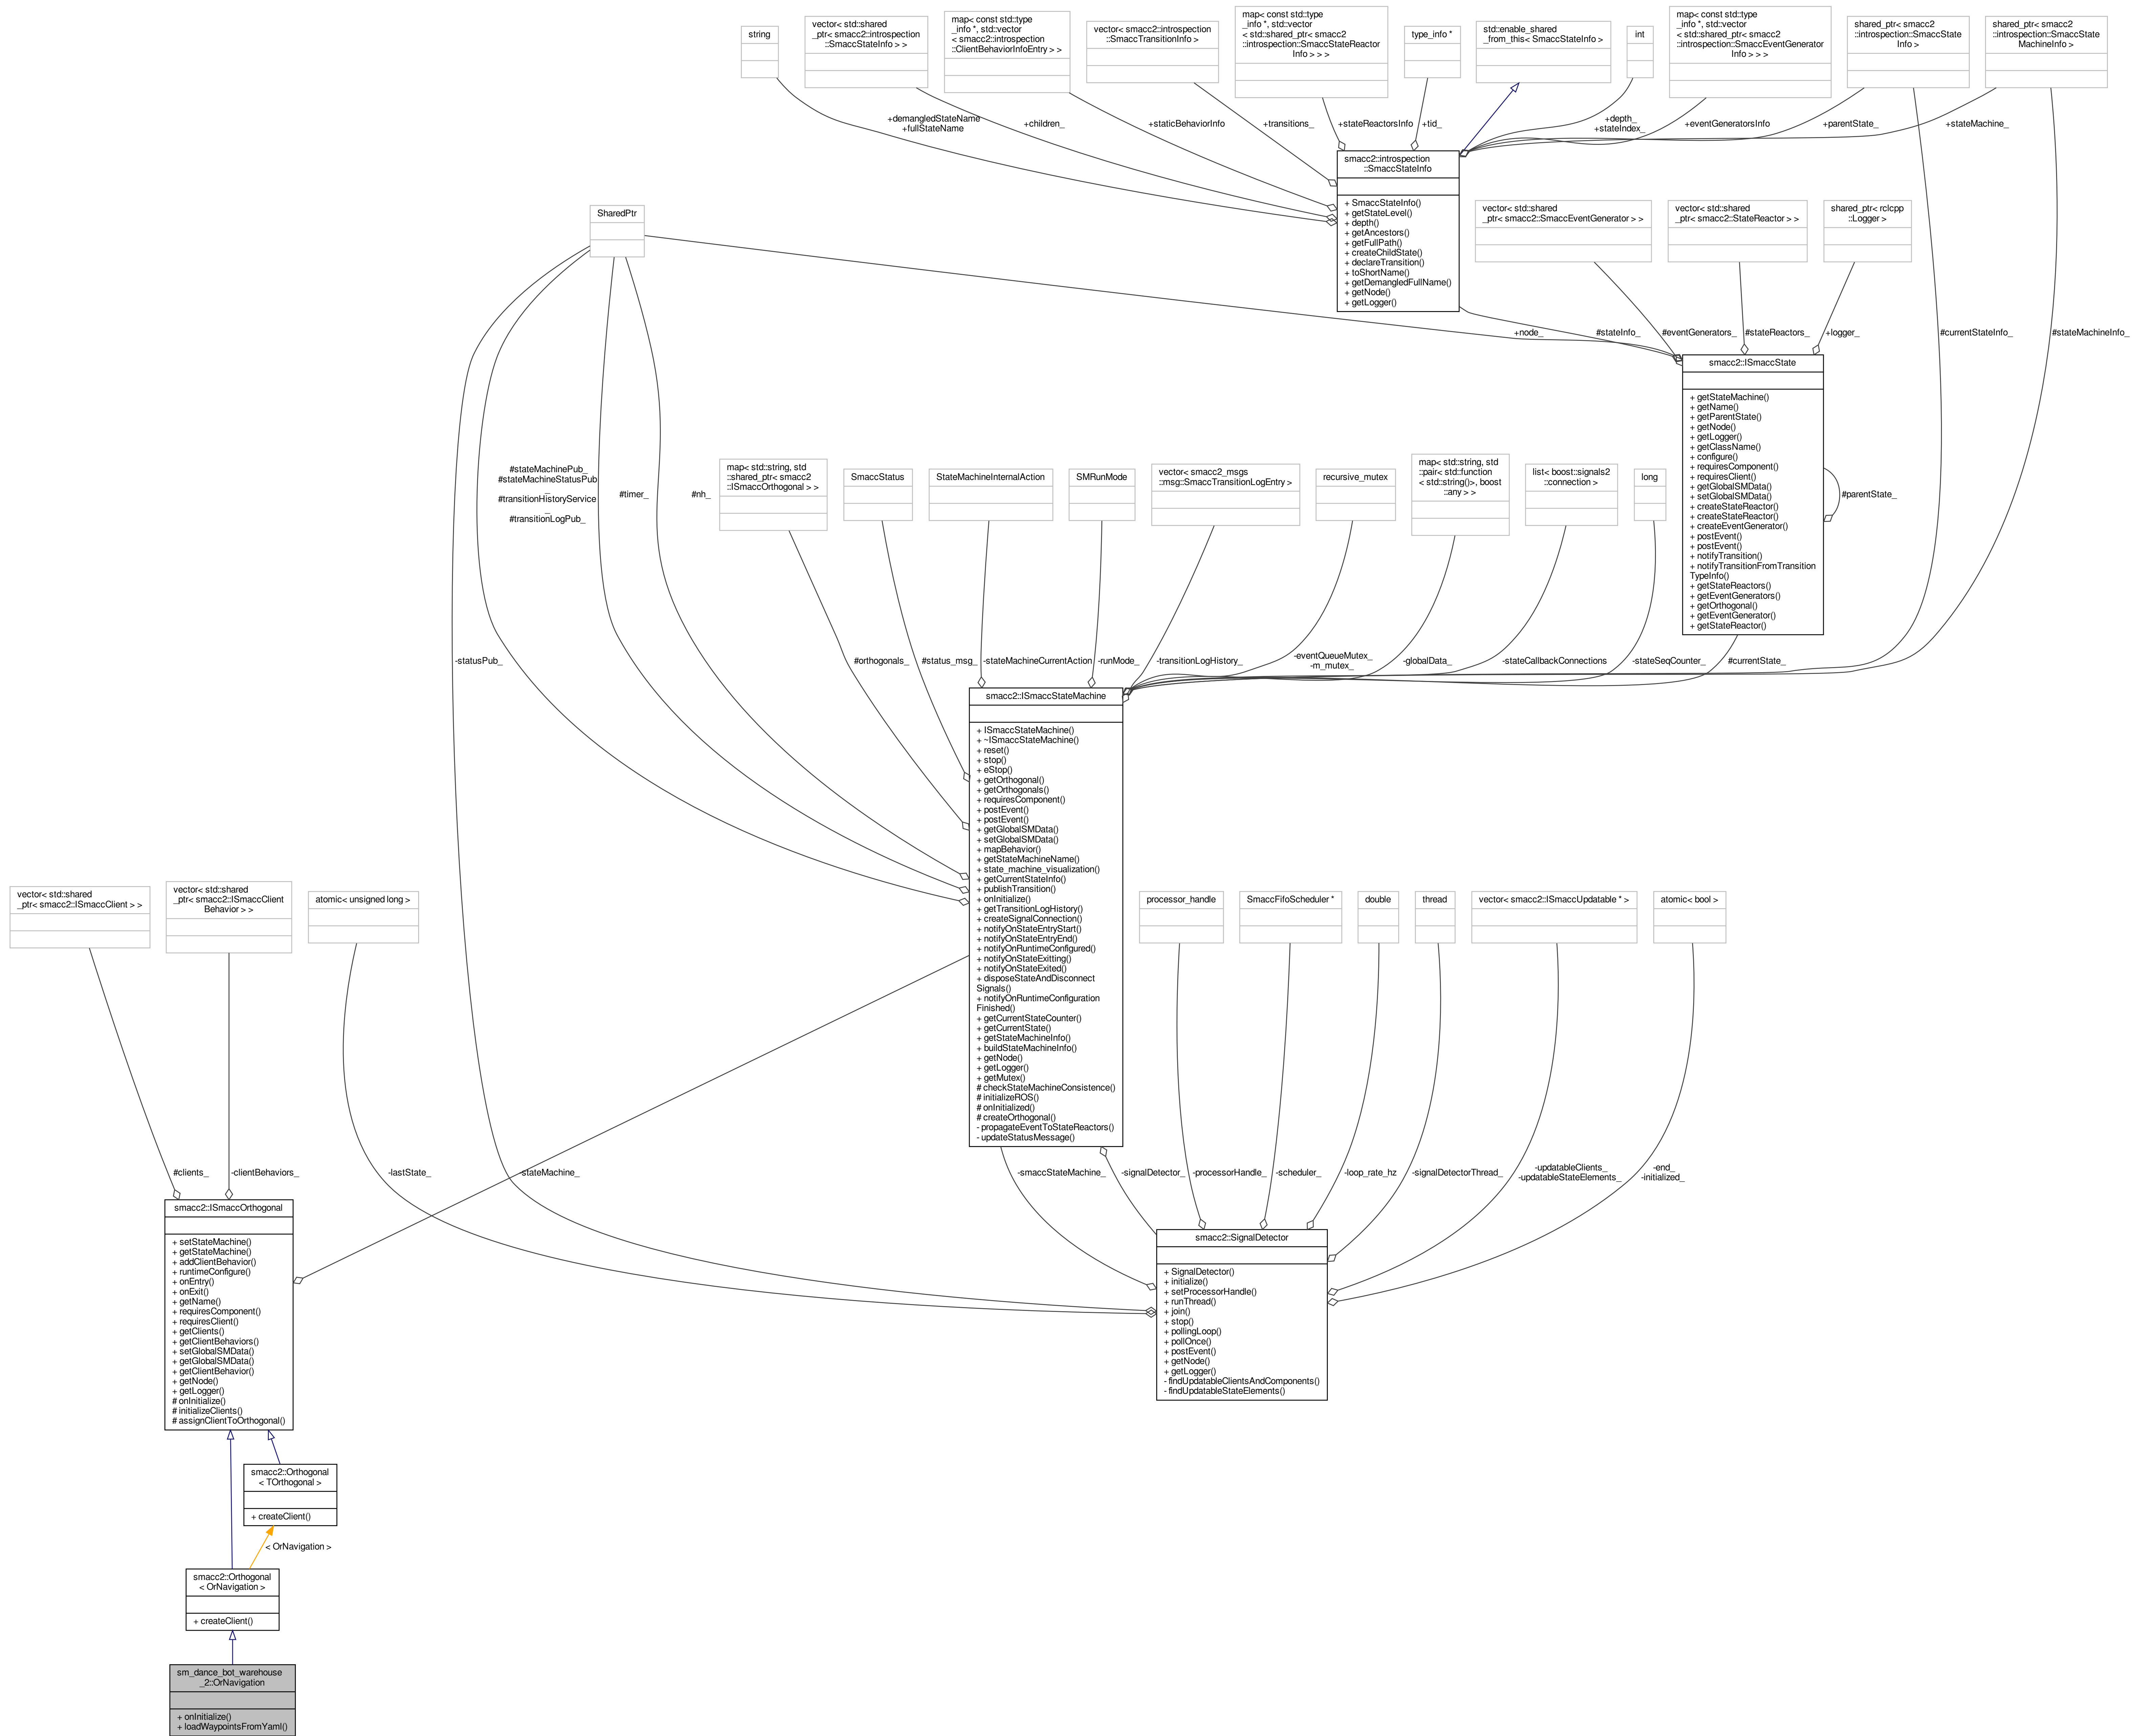 string
vector< std::shared
_ptr< smacc2::introspection
::SmaccStateInfo > >
map< const std::type
_info *, std::vector
< smacc2::introspection
::ClientBehaviorInfoEntry > >
vector< smacc2::introspection
::SmaccTransitionInfo >
map< const std::type
_info *, std::vector
< std::shared_ptr< smacc2
::introspection::SmaccStateReactor
Info > > >
type_info *
std::enable_shared
_from_this< SmaccStateInfo >
int
map< const std::type
_info *, std::vector
< std::shared_ptr< smacc2
::introspection::SmaccEventGenerator
Info > > >
shared_ptr< smacc2
::introspection::SmaccState
Info >
shared_ptr< smacc2
::introspection::SmaccState
MachineInfo >
+demangledStateName
+fullStateName
+children_
+staticBehaviorInfo
+transitions_
+stateReactorsInfo
+tid_
+depth_
+stateIndex_
+eventGeneratorsInfo
+parentState_
+stateMachine_
smacc2::introspection
::SmaccStateInfo
+ SmaccStateInfo()
+ getStateLevel()
+ depth()
+ getAncestors()
+ getFullPath()
+ createChildState()
+ declareTransition()
+ toShortName()
+ getDemangledFullName()
+ getNode()
+ getLogger()
SharedPtr
vector< std::shared
_ptr< smacc2::SmaccEventGenerator > >
vector< std::shared
_ptr< smacc2::StateReactor > >
shared_ptr< rclcpp
::Logger >
+node_
#stateInfo_
#eventGenerators_
#stateReactors_
+logger_
#currentStateInfo_
#stateMachineInfo_
smacc2::ISmaccState
+ getStateMachine()
+ getName()
+ getParentState()
+ getNode()
+ getLogger()
+ getClassName()
+ configure()
+ requiresComponent()
+ requiresClient()
+ getGlobalSMData()
+ setGlobalSMData()
+ createStateReactor()
+ createStateReactor()
+ createEventGenerator()
+ postEvent()
+ postEvent()
+ notifyTransition()
+ notifyTransitionFromTransition
TypeInfo()
+ getStateReactors()
+ getEventGenerators()
+ getOrthogonal()
+ getEventGenerator()
+ getStateReactor()
#parentState_
#stateMachinePub_
#stateMachineStatusPub
_
#transitionHistoryService
_
#transitionLogPub_
#timer_
#nh_
map< std::string, std
::shared_ptr< smacc2
::ISmaccOrthogonal > >
SmaccStatus
StateMachineInternalAction
SMRunMode
vector< smacc2_msgs
::msg::SmaccTransitionLogEntry >
recursive_mutex
map< std::string, std
::pair< std::function
< std::string()>, boost
::any > >
list< boost::signals2
::connection >
long
-statusPub_
#orthogonals_
#status_msg_
-stateMachineCurrentAction
-runMode_
-transitionLogHistory_
-eventQueueMutex_
-m_mutex_
-globalData_
-stateCallbackConnections
-stateSeqCounter_
#currentState_
smacc2::ISmaccStateMachine
+ ISmaccStateMachine()
+ ~ISmaccStateMachine()
+ reset()
+ stop()
+ eStop()
+ getOrthogonal()
+ getOrthogonals()
+ requiresComponent()
+ postEvent()
+ postEvent()
+ getGlobalSMData()
+ setGlobalSMData()
+ mapBehavior()
+ getStateMachineName()
+ state_machine_visualization()
+ getCurrentStateInfo()
+ publishTransition()
+ onInitialize()
+ getTransitionLogHistory()
+ createSignalConnection()
+ notifyOnStateEntryStart()
+ notifyOnStateEntryEnd()
+ notifyOnRuntimeConfigured()
+ notifyOnStateExitting()
+ notifyOnStateExited()
+ disposeStateAndDisconnect
Signals()
+ notifyOnRuntimeConfiguration
Finished()
+ getCurrentStateCounter()
+ getCurrentState()
+ getStateMachineInfo()
+ buildStateMachineInfo()
+ getNode()
+ getLogger()
+ getMutex()
# checkStateMachineConsistence()
# initializeROS()
# onInitialized()
# createOrthogonal()
- propagateEventToStateReactors()
- updateStatusMessage()
vector< std::shared
_ptr< smacc2::ISmaccClient > >
vector< std::shared
_ptr< smacc2::ISmaccClient
Behavior > >
atomic< unsigned long >
processor_handle
SmaccFifoScheduler *
double
thread
vector< smacc2::ISmaccUpdatable * >
atomic< bool >
#clients_
-clientBehaviors_
-lastState_
-stateMachine_
-smaccStateMachine_
-signalDetector_
-processorHandle_
-scheduler_
-loop_rate_hz
-signalDetectorThread_
-updatableClients_
-updatableStateElements_
-end_
-initialized_
smacc2::ISmaccOrthogonal
+ setStateMachine()
+ getStateMachine()
+ addClientBehavior()
+ runtimeConfigure()
+ onEntry()
+ onExit()
+ getName()
+ requiresComponent()
+ requiresClient()
+ getClients()
+ getClientBehaviors()
+ setGlobalSMData()
+ getGlobalSMData()
+ getClientBehavior()
+ getNode()
+ getLogger()
# onInitialize()
# initializeClients()
# assignClientToOrthogonal()
smacc2::SignalDetector
+ SignalDetector()
+ initialize()
+ setProcessorHandle()
+ runThread()
+ join()
+ stop()
+ pollingLoop()
+ pollOnce()
+ postEvent()
+ getNode()
+ getLogger()
- findUpdatableClientsAndComponents()
- findUpdatableStateElements()
smacc2::Orthogonal
< TOrthogonal >
+ createClient()
< OrNavigation >
smacc2::Orthogonal
< OrNavigation >
+ createClient()
sm_dance_bot_warehouse
_2::OrNavigation
+ onInitialize()
+ loadWaypointsFromYaml()